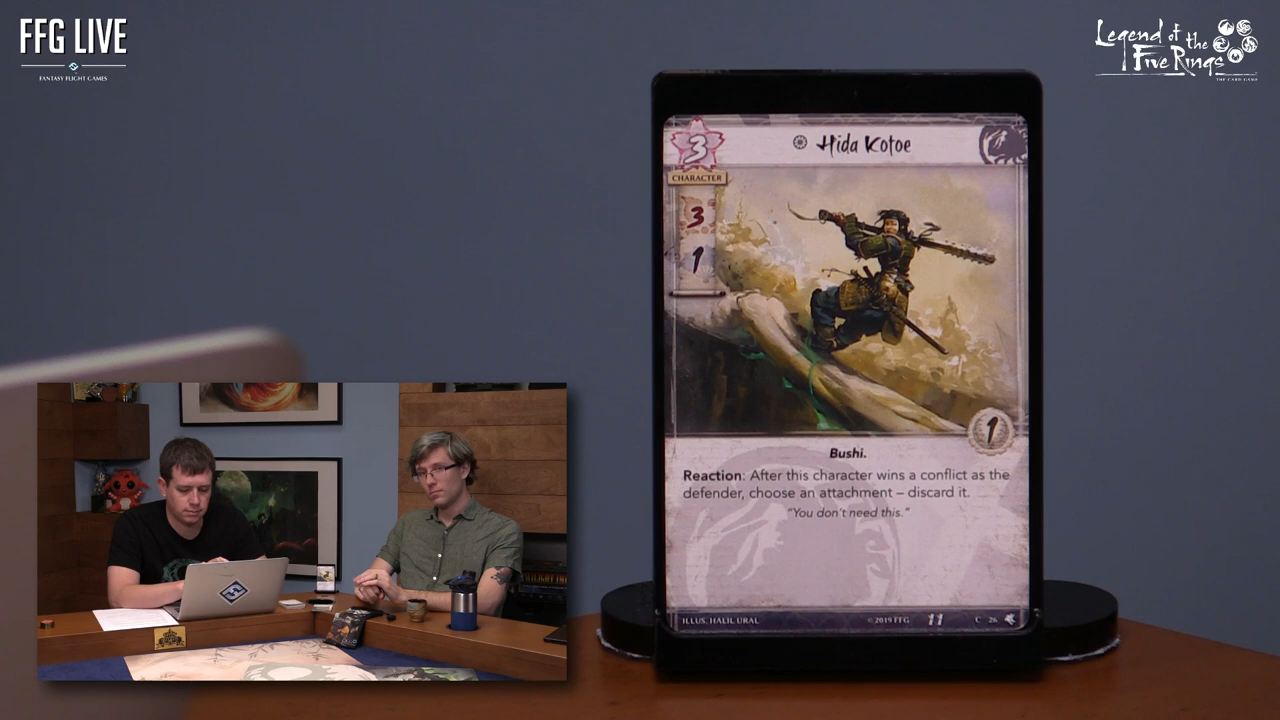 FFG LIVE
FANTASY FLIGHT GAMES
Legend of the
Five Rings
THE CARD GAME
3
Hida Kotoe
CHARACTER
3
1
1
Bushi.
Reaction: After this character wins a conflict as the
defender, choose an attachment – discard it.
"You don't need this."
ILLUS. HALIL URAL
©2019 FFG
11
C 26